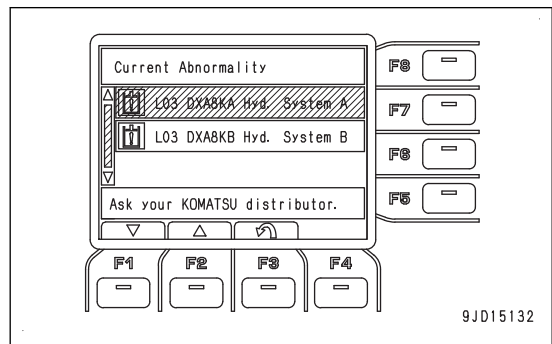 Current Abnormality
L03 DXA8KA Hyd. System A
L03 DXA8KB Hyd. System B
Ask your KOMATSU distributor.
F8
F7
F6
F5
F1 F2 F3 F4
9JD15132